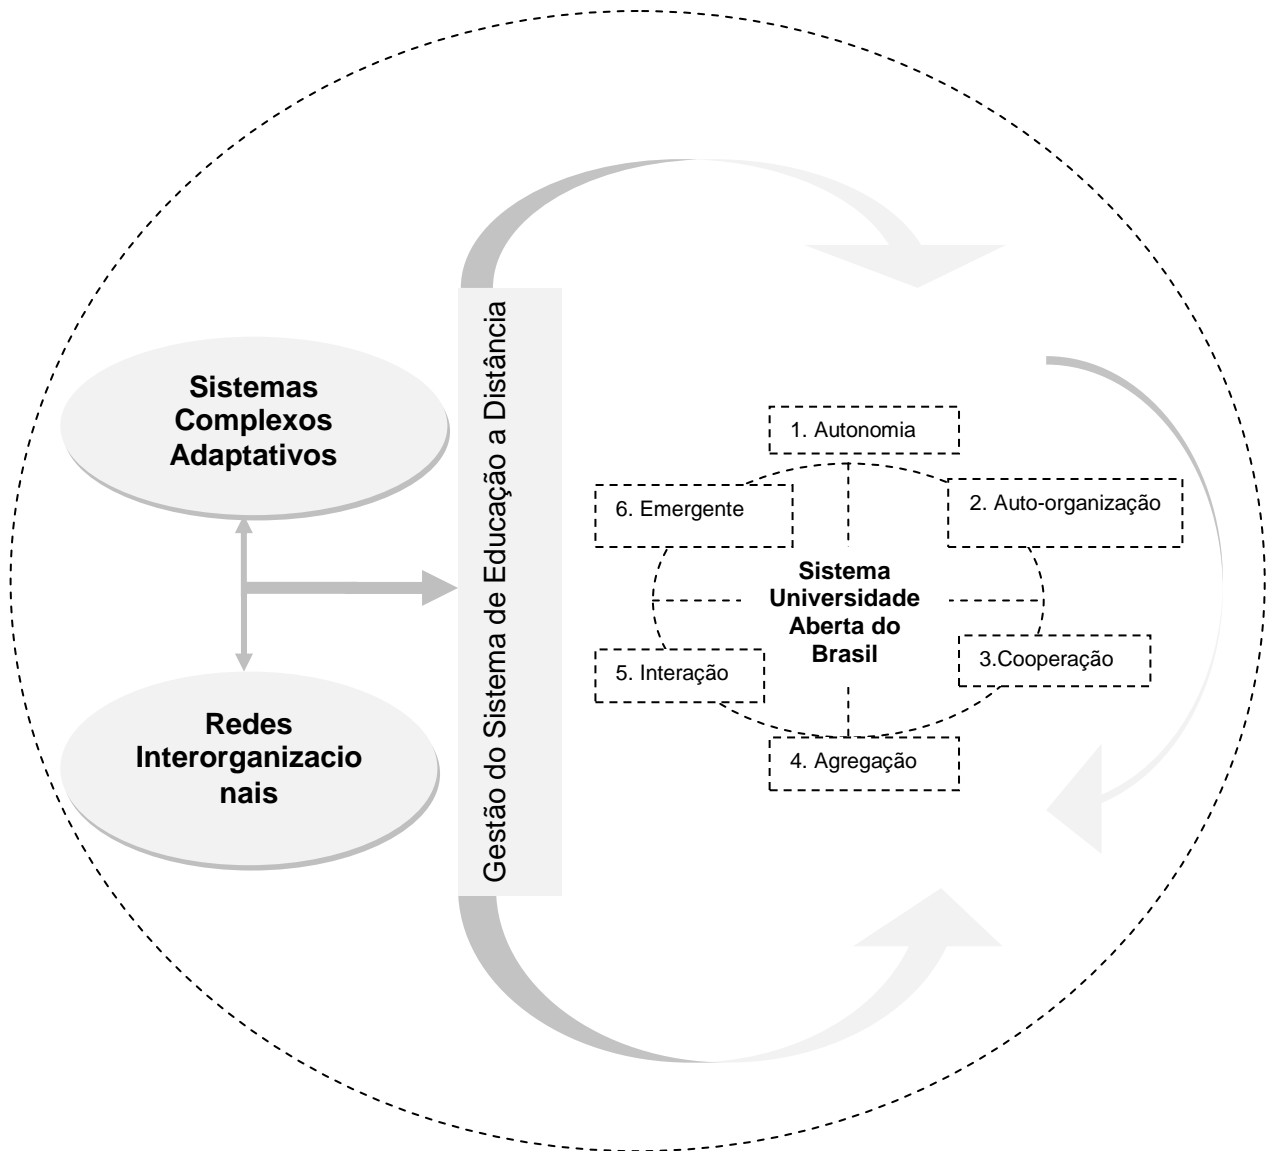 Sistemas
Complexos
Adaptativos
Redes
Interorganizacio
nais
Gestão do Sistema de Educação a Distância
1. Autonomia
2. Auto-organização
3.Cooperação
4. Agregação
5. Interação
6. Emergente
Sistema
Universidade
Aberta do
Brasil